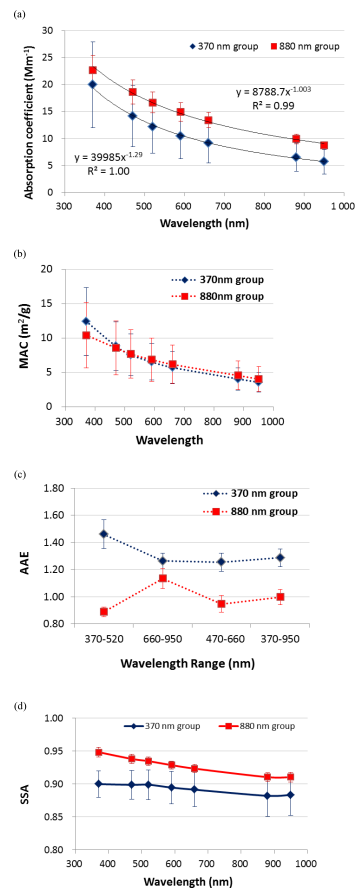 (a)
370 nm group 880 nm group
30
25
20
15
10
5
0
Absorption coefficient (Mm⁻¹)
y = 8788.7x⁻¹·⁰⁰³
R² = 0.99
y = 39985x⁻¹·²⁹
R² = 1.00
300 400 500 600 700 800 900 1 000
Wavelength (nm)
(b)
370nm group
880nm group
20
15
10
5
0
MAC (m²/g)
300 400 500 600 700 800 900 1000
Wavelength
(c)
370 nm group
880 nm group
1.80
1.60
1.40
1.20
1.00
0.80
AAE
370-520 660-950 470-660 370-950
Wavelength Range (nm)
(d)
370 nm group 880 nm group
1.00
0.95
0.90
0.85
0.80
SSA
300 400 500 600 700 800 900 1000
Wavelength (nm)